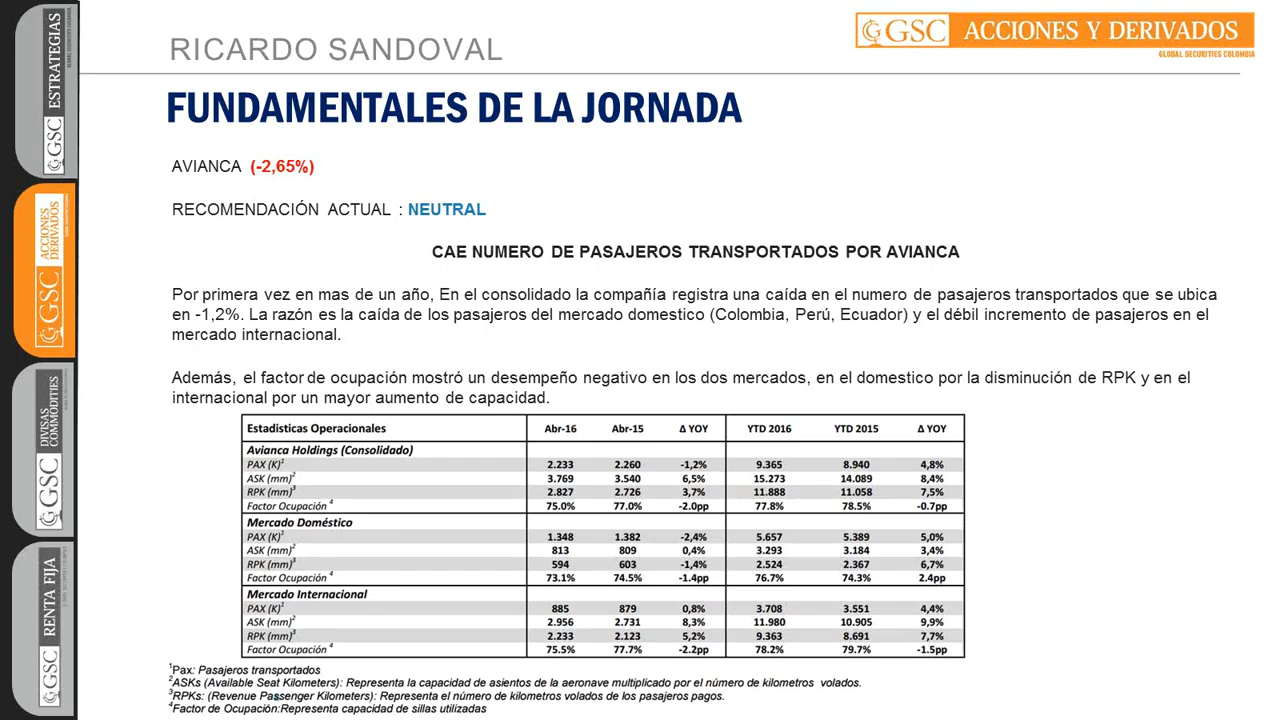 RICARDO SANDOVAL
GSC ACCIONES Y DERIVADOS
GLOBAL SECURITIES COLOMBIA
GSC ESTRATEGIAS
GSC ACCIONES DERIVADOS
GSC DIVISAS COMMODITIES
GSC RENTA FIJA
FUNDAMENTALES DE LA JORNADA
AVIANCA (-2,65%)
RECOMENDACIÓN ACTUAL : NEUTRAL
CAE NUMERO DE PASAJEROS TRANSPORTADOS POR AVIANCA
Por primera vez en mas de un año, En el consolidado la compañía registra una caída en el numero de pasajeros transportados que se ubica
en -1,2%. La razón es la caída de los pasajeros del mercado domestico (Colombia, Perú, Ecuador) y el débil incremento de pasajeros en el
mercado internacional.
Además, el factor de ocupación mostró un desempeño negativo en los dos mercados, en el domestico por la disminución de RPK y en el
internacional por un mayor aumento de capacidad.
Estadisticas Operacionales Abr-16 Abr-15 Δ YOY YTD 2016 YTD 2015 Δ YOY
Avianca Holdings (Consolidado)
PAX (K)1 2.233 2.260 -1,2% 9.365 8.940 4,8%
ASK (mm)2 3.769 3.540 6,5% 15.273 14.089 8,4%
RPK (mm)3 2.827 2.726 3,7% 11.888 11.058 7,5%
Factor Ocupación 4 75.0% 77.0% -2.0pp 77.8% 78.5% -0.7pp
Mercado Doméstico
PAX (K)1 1.348 1.382 -2,4% 5.657 5.389 5,0%
ASK (mm)2 813 809 0,4% 3.293 3.184 3,4%
RPK (mm)3 594 603 -1,4% 2.524 2.367 6,7%
Factor Ocupación 4 73.1% 74.5% -1.4pp 76.7% 74.3% 2.4pp
Mercado Internacional
PAX (K)1 885 879 0,8% 3.708 3.551 4,4%
ASK (mm)2 2.956 2.731 8,3% 11.980 10.905 9,9%
RPK (mm)3 2.233 2.123 5,2% 9.363 8.691 7,7%
Factor Ocupación 4 75.5% 77.7% -2.2pp 78.2% 79.7% -1.5pp
1Pax: Pasajeros transportados
2ASKs (Available Seat Kilometers): Representa la capacidad de asientos de la aeronave multiplicado por el número de kilometros volados.
3RPKs: (Revenue Passenger Kilometers): Representa el número de kilometros volados de los pasajeros pagos.
4Factor de Ocupación:Representa capacidad de sillas utilizadas